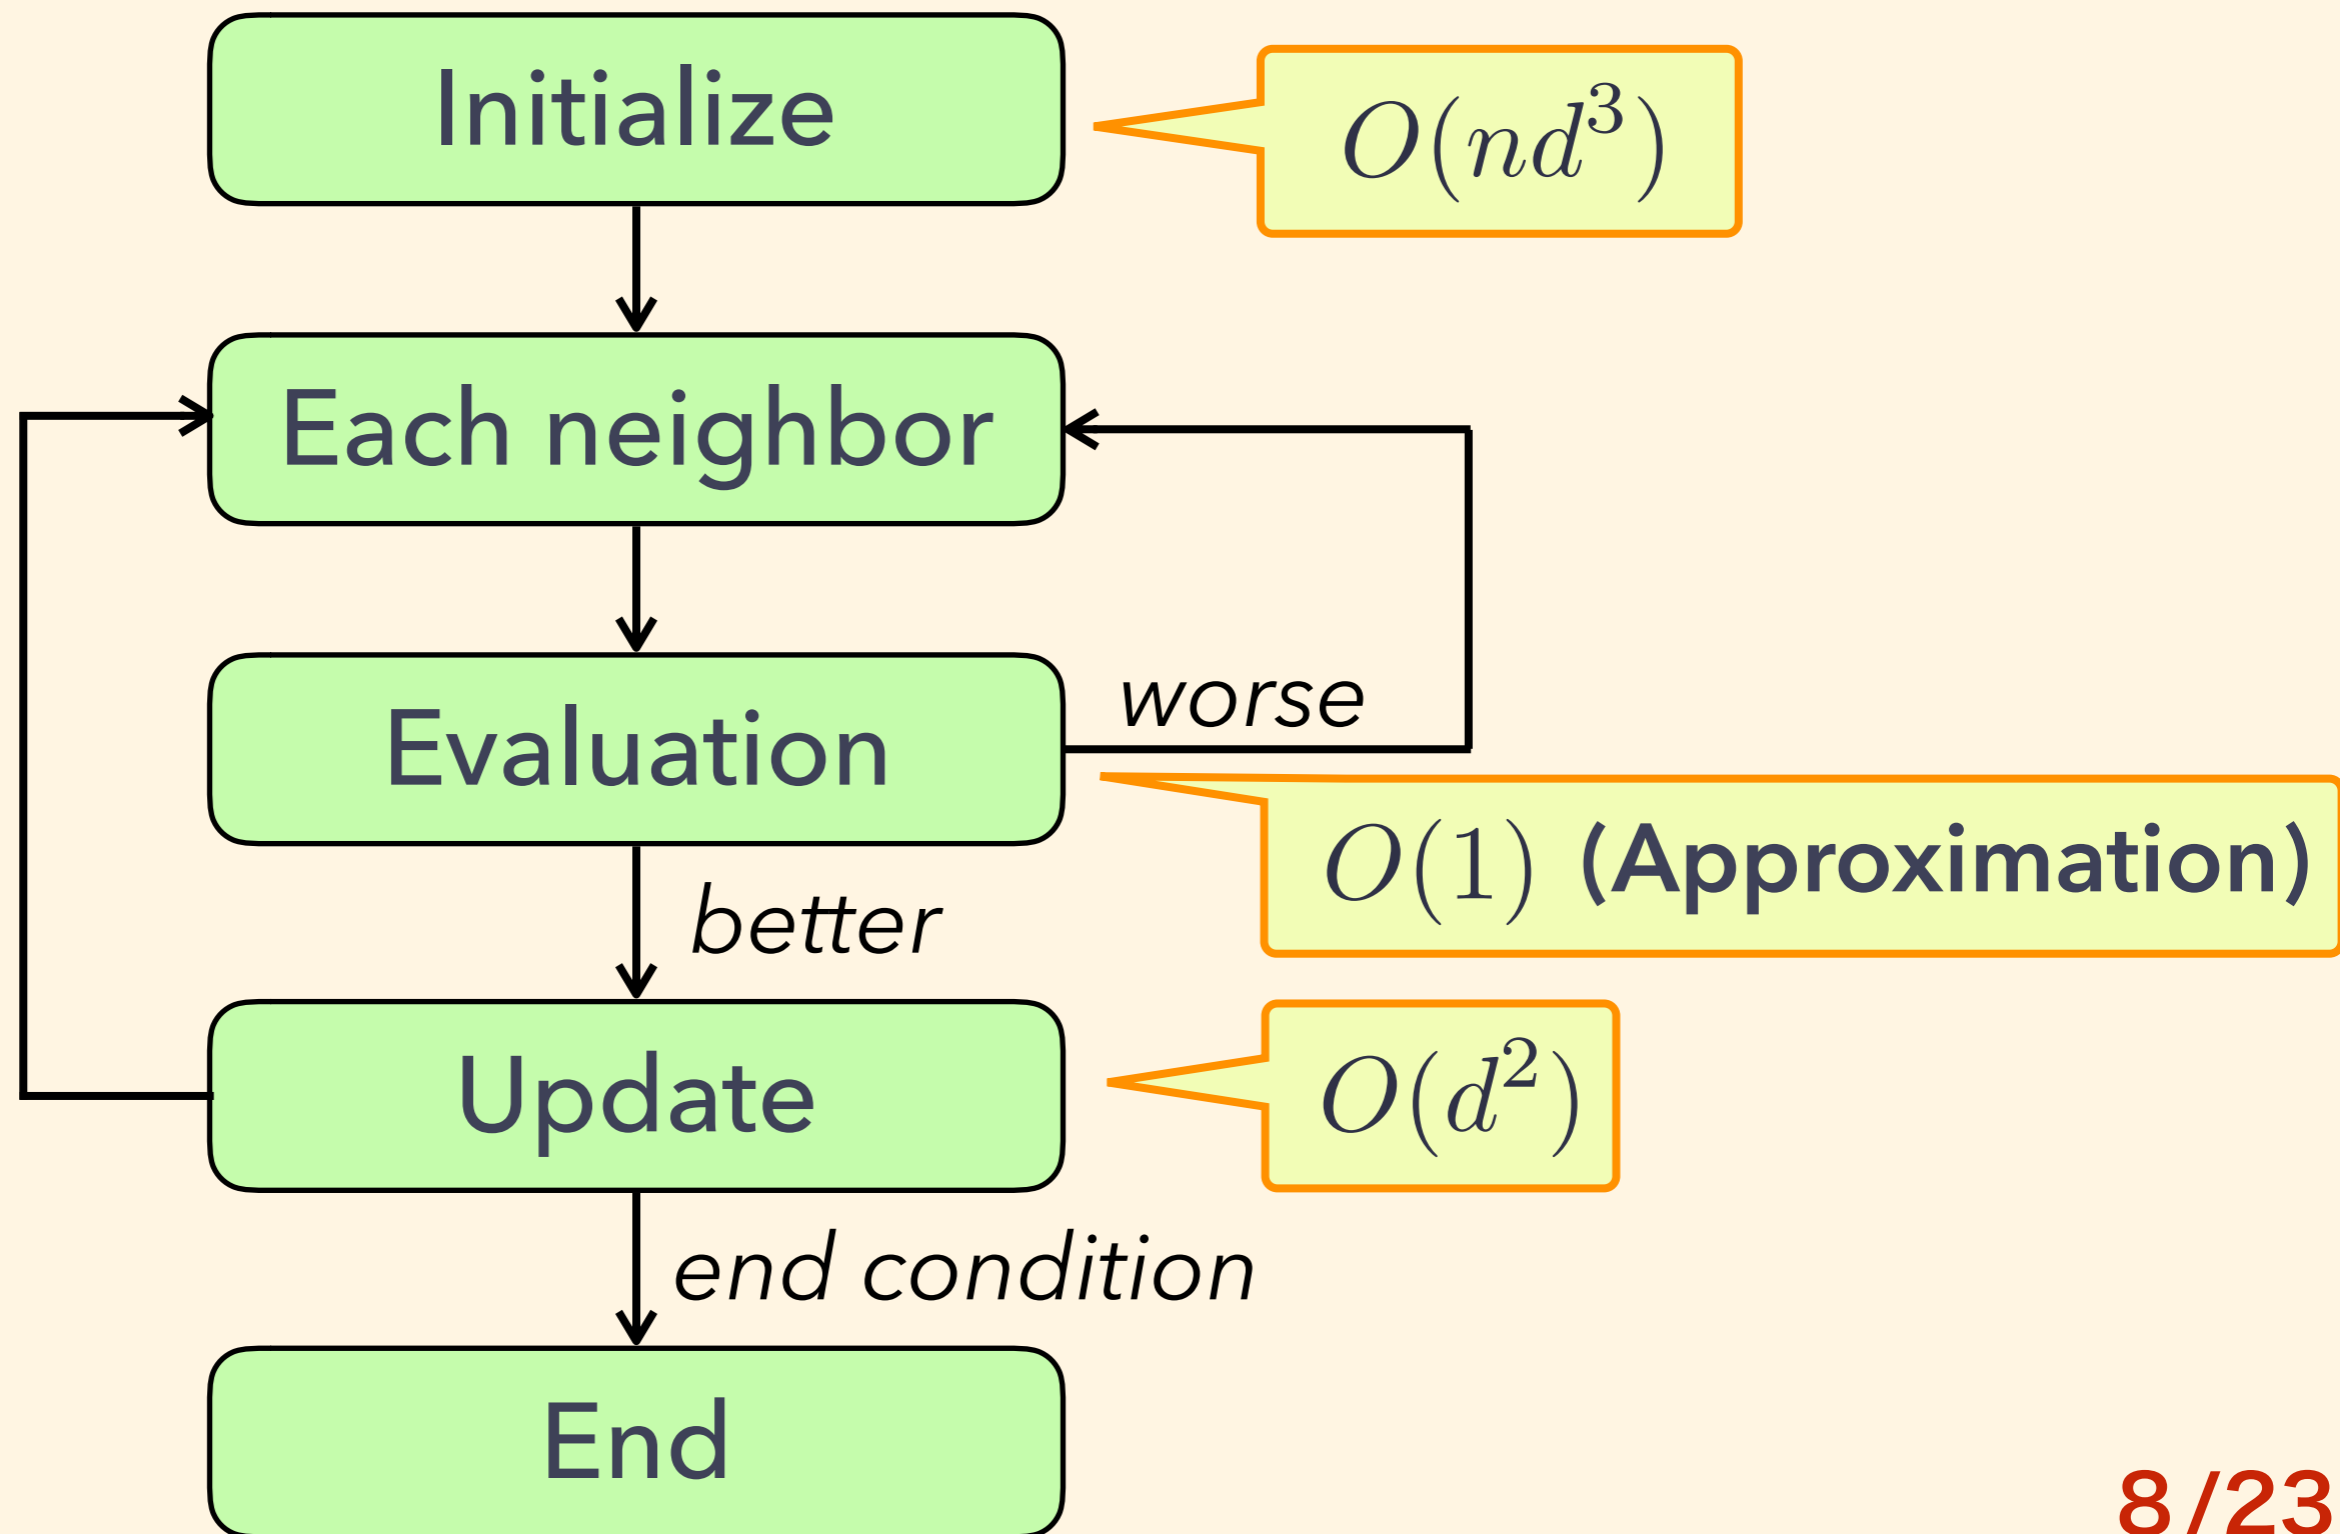 Initialize
O(nd³)
Each neighbor
worse
Evaluation
O(1) (Approximation)
better
Update
O(d²)
end condition
End
8/23